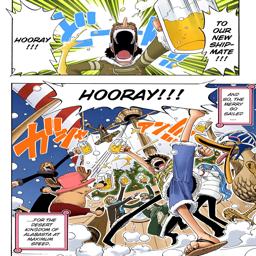 TO
OUR
NEW
SHIP-
MATE !!!
HOORAY
!!!
HOORAY!!!
AND
SO, THE
MERRY
GO
SAILED
...
...FOR THE
DESERT
KINGDOM
OF
ALABASTA
AT
MAXIMUM
SPEED.